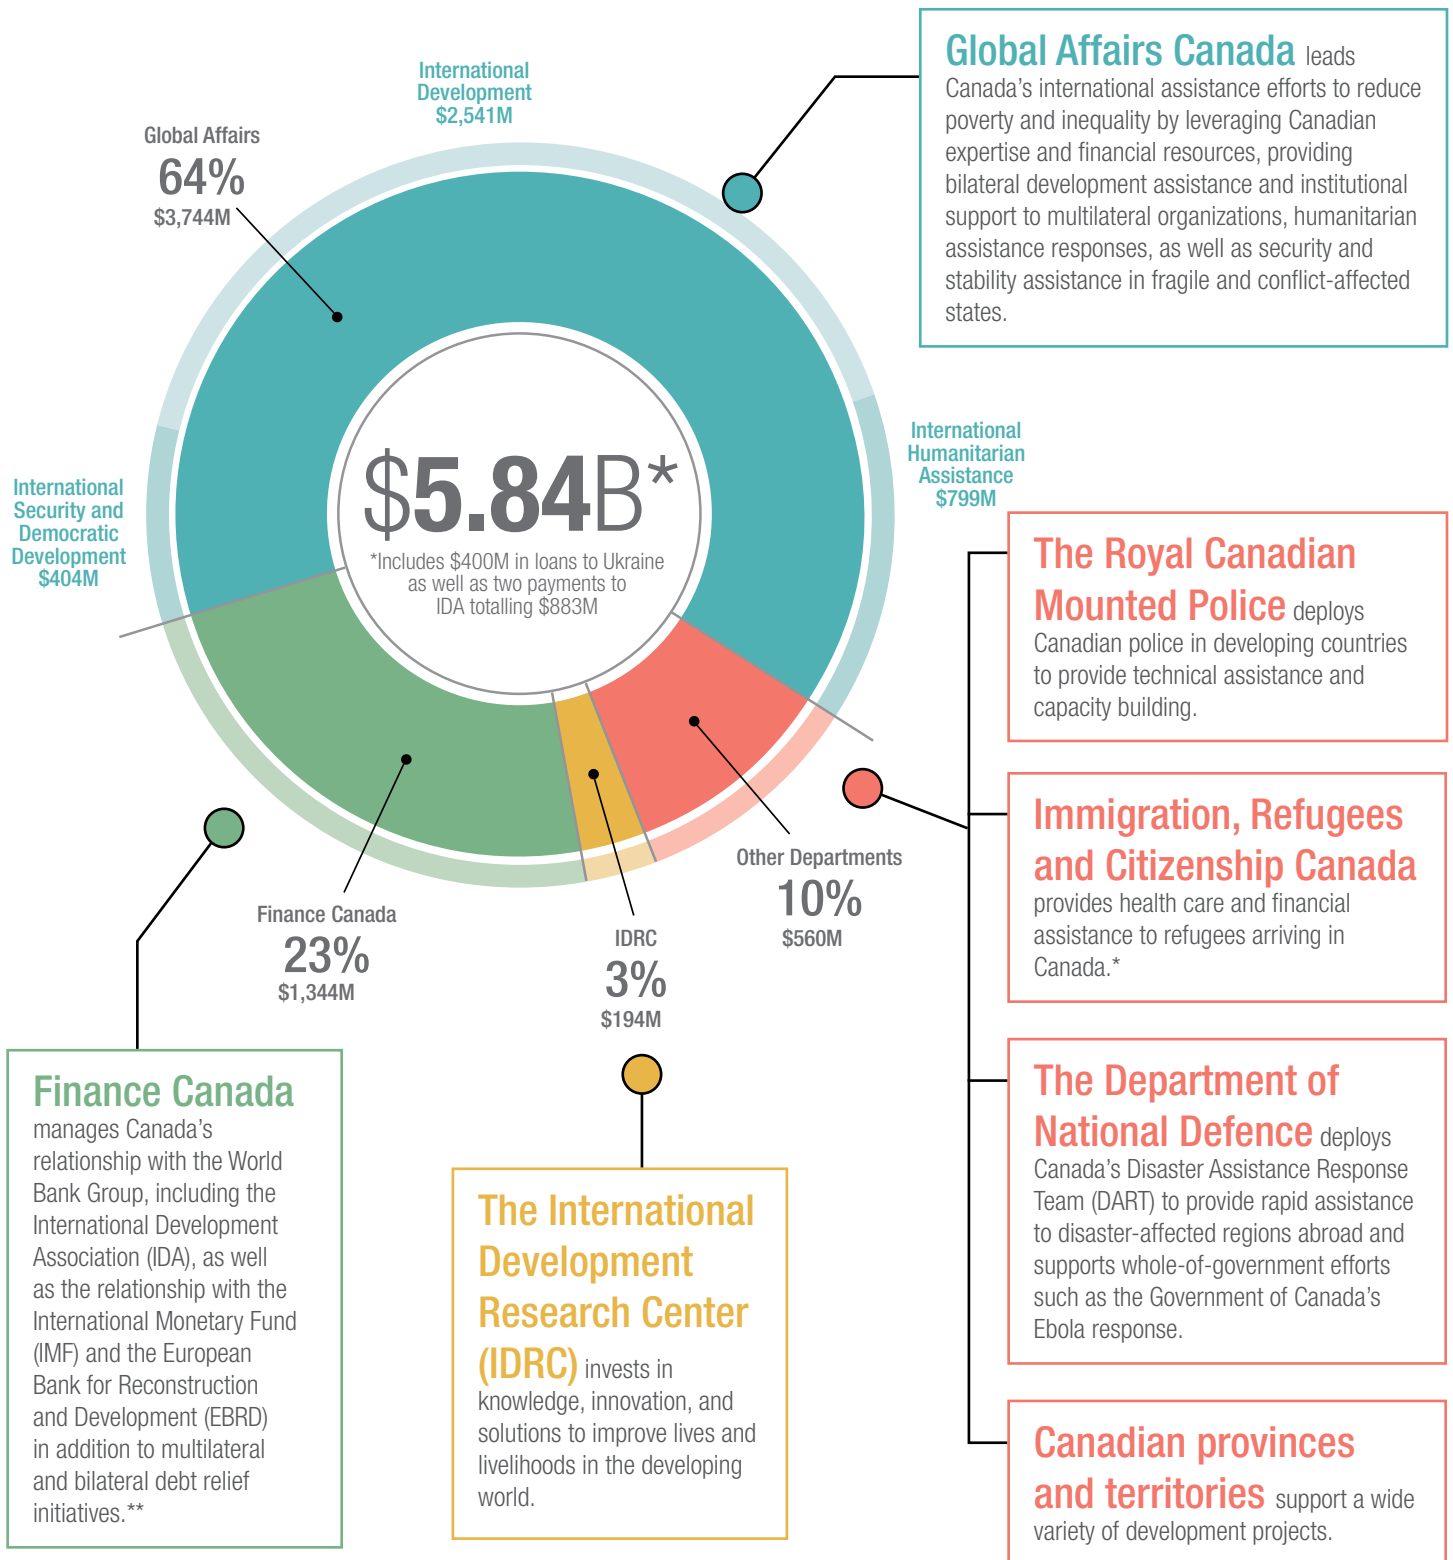 International
Development
$2,541M
Global Affairs
64%
$3,744M
Global Affairs Canada leads
Canada's international assistance efforts to reduce
poverty and inequality by leveraging Canadian
expertise and financial resources, providing
bilateral development assistance and institutional
support to multilateral organizations, humanitarian
assistance responses, as well as security and
stability assistance in fragile and conflict-affected
states.
International
Humanitarian
Assistance
$799M
International
Security and
Democratic
Development
$404M
$5.84B*
*Includes $400M in loans to Ukraine
as well as two payments to
IDA totalling $883M
The Royal Canadian
Mounted Police deploys
Canadian police in developing countries
to provide technical assistance and
capacity building.
Immigration, Refugees
and Citizenship Canada
provides health care and financial
assistance to refugees arriving in
Canada.*
Other Departments
10%
$560M
Finance Canada
23%
$1,344M
IDRC
3%
$194M
The Department of
National Defence deploys
Canada's Disaster Assistance Response
Team (DART) to provide rapid assistance
to disaster-affected regions abroad and
supports whole-of-government efforts
such as the Government of Canada's
Ebola response.
Finance Canada
manages Canada's
relationship with the World
Bank Group, including the
International Development
Association (IDA), as well
as the relationship with the
International Monetary Fund
(IMF) and the European
Bank for Reconstruction
and Development (EBRD)
in addition to multilateral
and bilateral debt relief
initiatives.**
The International
Development
Research Center
(IDRC) invests in
knowledge, innovation, and
solutions to improve lives and
livelihoods in the developing
world.
Canadian provinces
and territories support a wide
variety of development projects.